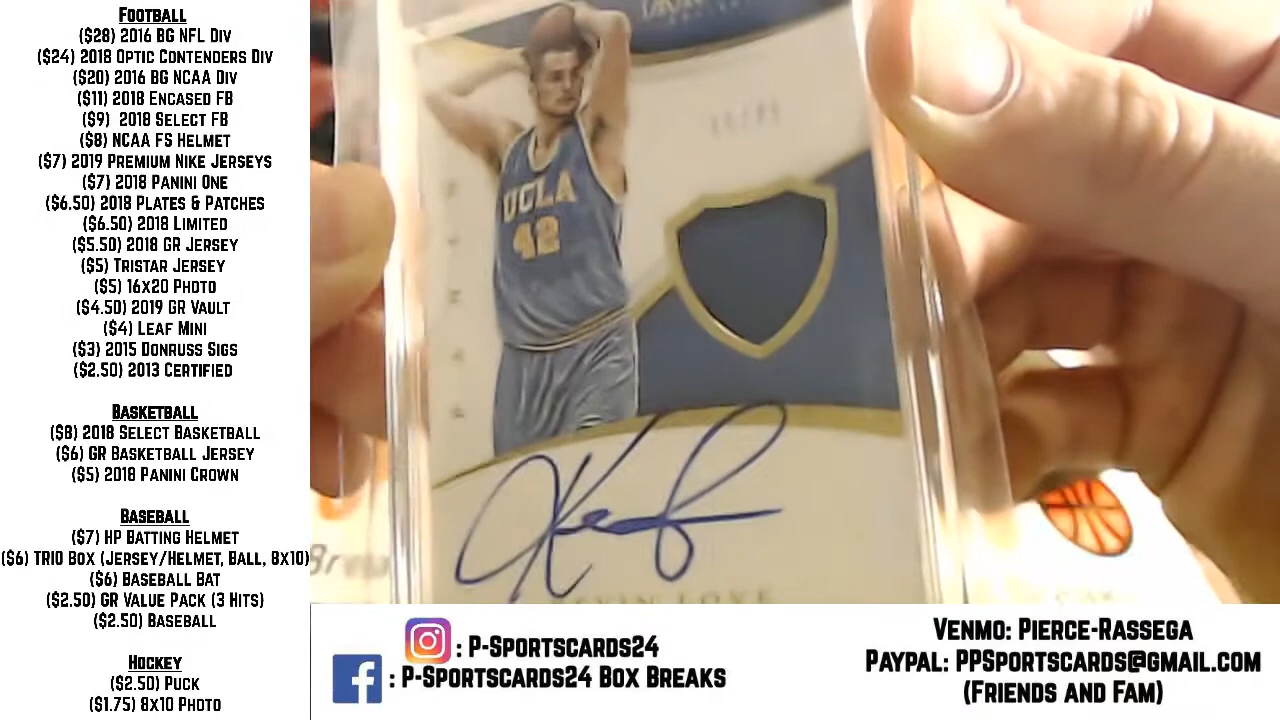 FOOTBALL
($28) 2016 BG NFL DIV
($24) 2018 OPTIC CONTENDERS DIV
($20) 2016 BG NCAA DIV
($11) 2018 ENCASED FB
($9) 2018 SELECT FB
($8) NCAA FS HELMET
($7) 2019 PREMIUM NIKE JERSEYS
($7) 2018 PANINI ONE
($6.50) 2018 PLATES & PATCHES
($6.50) 2018 LIMITED
($5.50) 2018 GR JERSEY
($5) TRISTAR JERSEY
($5) 16X20 PHOTO
($4.50) 2019 GR VAULT
($4) LEAF MINI
($3) 2015 DONRUSS SIGS
($2.50) 2013 CERTIFIED
BASKETBALL
($8) 2018 SELECT BASKETBALL
($6) GR BASKETBALL JERSEY
($5) 2018 PANINI CROWN
BASEBALL
($7) HP BATTING HELMET
($6) TRIO BOX (JERSEY/HELMET, BALL, 8X10)
($6) BASEBALL BAT
($2.50) GR VALUE PACK (3 HITS)
($2.50) BASEBALL
HOCKEY
($2.50) PUCK
($1.75) 8X10 PHOTO
UCLA
42
KEVIN LOVE
: P-SPORTSCARDS24
: P-SPORTSCARDS24 BOX BREAKS
VENMO: PIERCE-RASSEGA
PAYPAL: PPSPORTSCARDS@GMAIL.COM
(FRIENDS AND FAM)